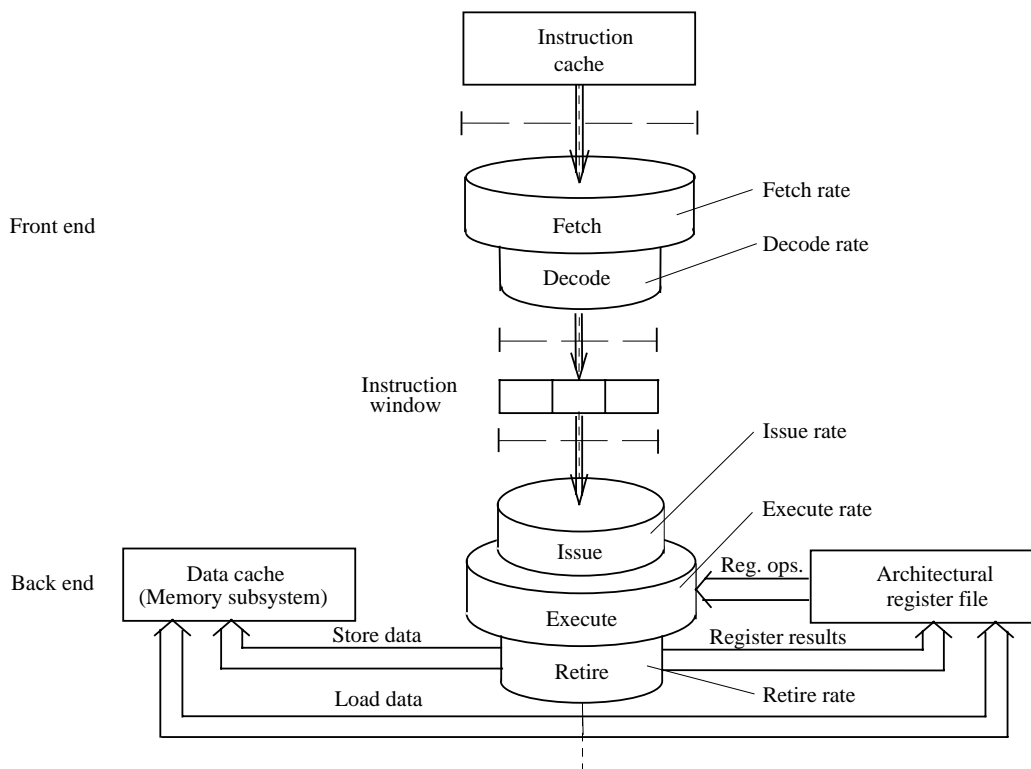 Instruction
cache
Fetch rate
Front end
Fetch
Decode rate
Decode
Instruction
window
Issue rate
Execute rate
Issue
Reg. ops.
Back end
Data cache
(Memory subsystem)
Architectural
register file
Execute
Store data
Register results
Retire
Load data
Retire rate